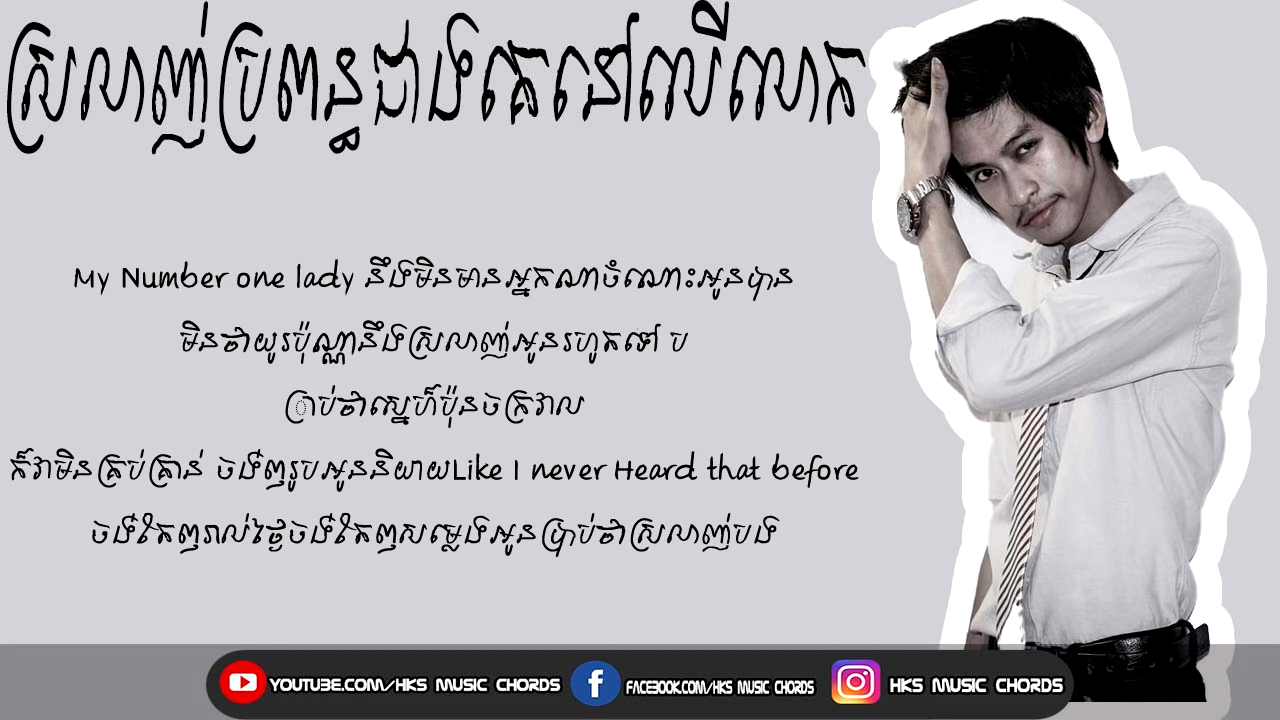 ស្រលាញ់ប្រពន្ធជាងគេនៅលើលោក
My Number one lady នឹងមិនមានអ្នកណាចំណោះអូនបាន
មិនថាយូរប៉ុណ្ណានឹងស្រលាញ់អូនរហូតទៅ ប
្រាប់ថាស្នេហ៍ប៉ុនចក្រវាល
ក៏វាមិនគ្រប់គ្រាន់ ចង់ឮរូបអូននិយាយLike I never Heard that before
ចង់តែឮរាល់ថ្ងៃចង់តែឮសម្លេងអូនប្រាប់ថាស្រលាញ់បង
YOUTUBE.COM/HKS MUSIC CHORDS
FACEBOOK.COM/HKS MUSIC CHORDS
HKS MUSIC CHORDS